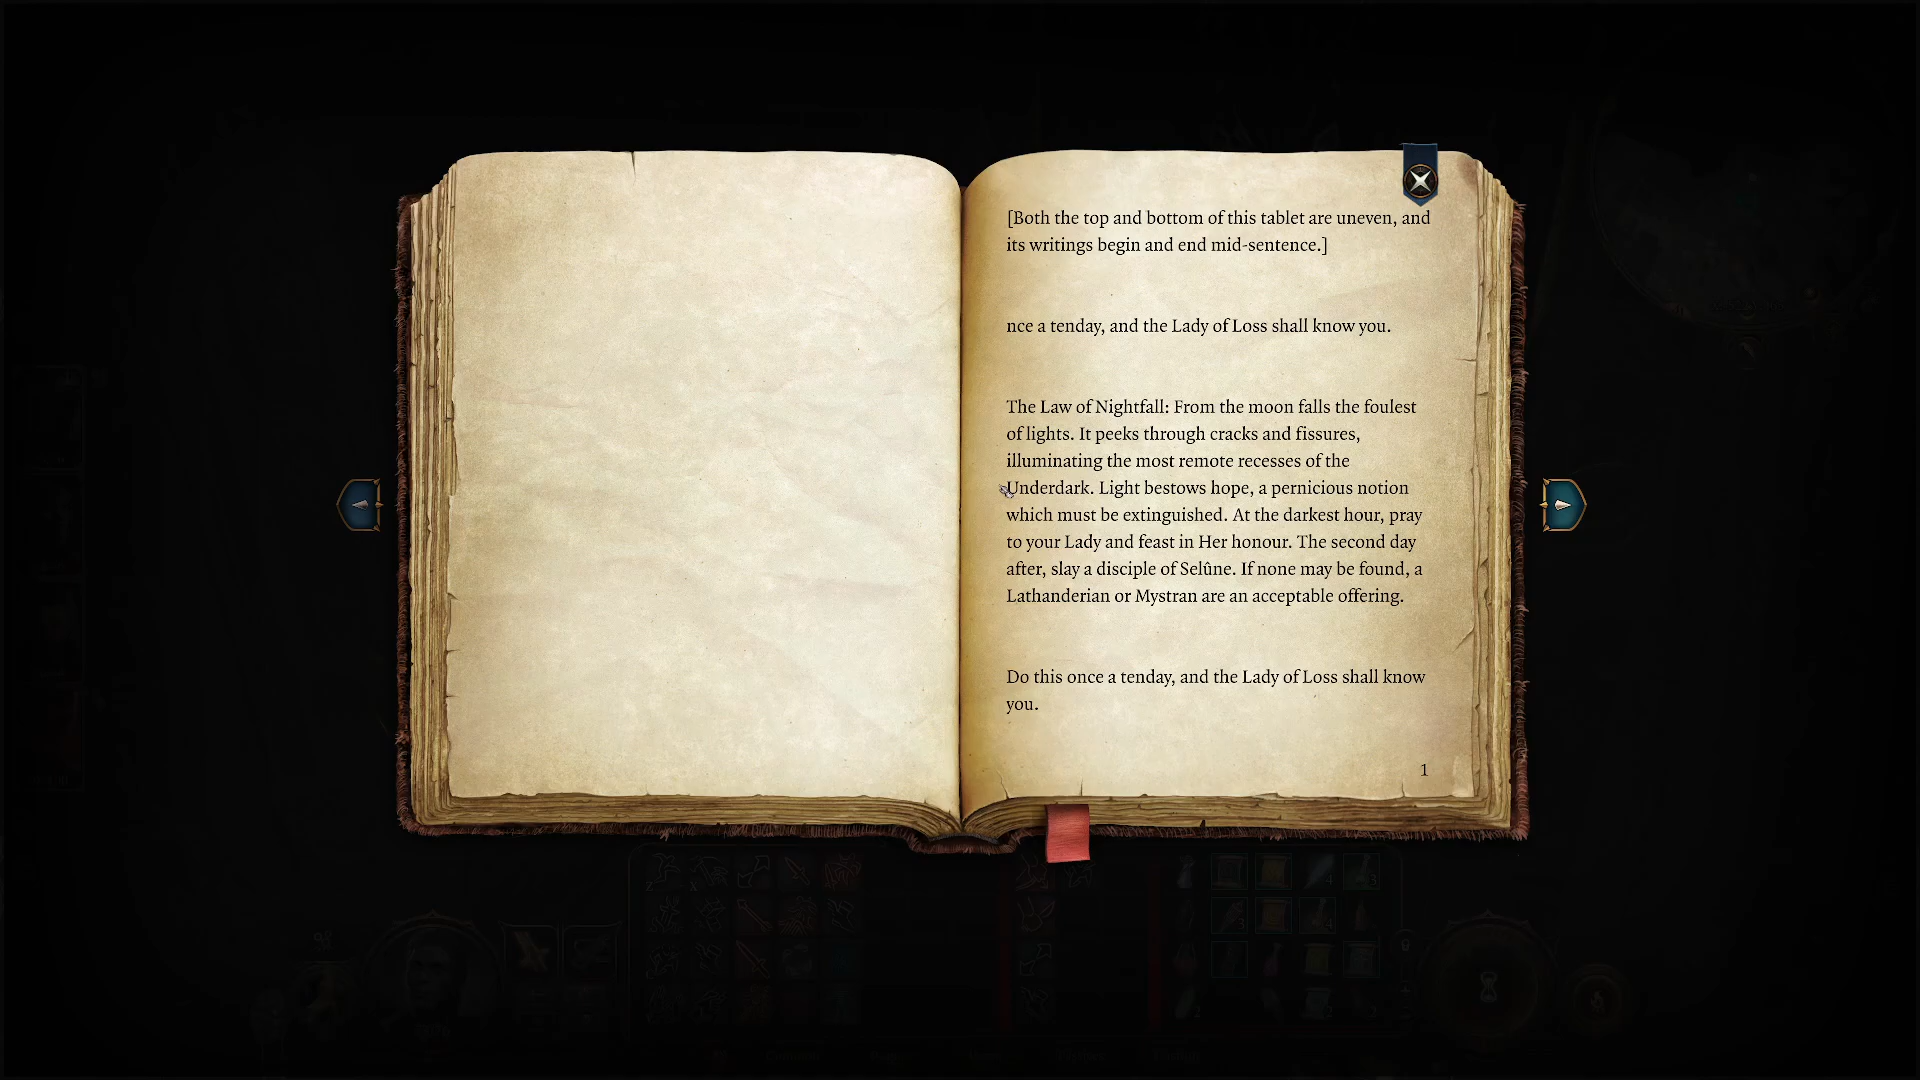 [Both the top and bottom of this tablet are uneven, and
its writings begin and end mid-sentence.]
nce a tenday, and the Lady of Loss shall know you.
The Law of Nightfall: From the moon falls the foulest
of lights. It peeks through cracks and fissures,
illuminating the most remote recesses of the
Underdark. Light bestows hope, a pernicious notion
which must be extinguished. At the darkest hour, pray
to your Lady and feast in Her honour. The second day
after, slay a disciple of Selûne. If none may be found, a
Lathanderian or Mystran are an acceptable offering.
Do this once a tenday, and the Lady of Loss shall know
you.
1